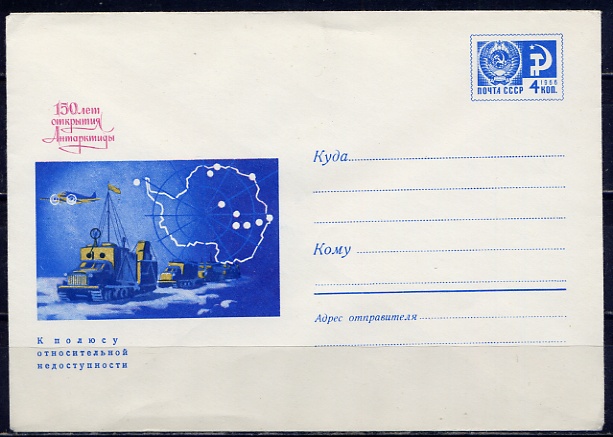 ПОЧТА СССР
4 1966
КОП.
150 лет
открытия
Антарктиды
Куда
Кому
Адрес отправителя
К полюсу
относительной
недоступности